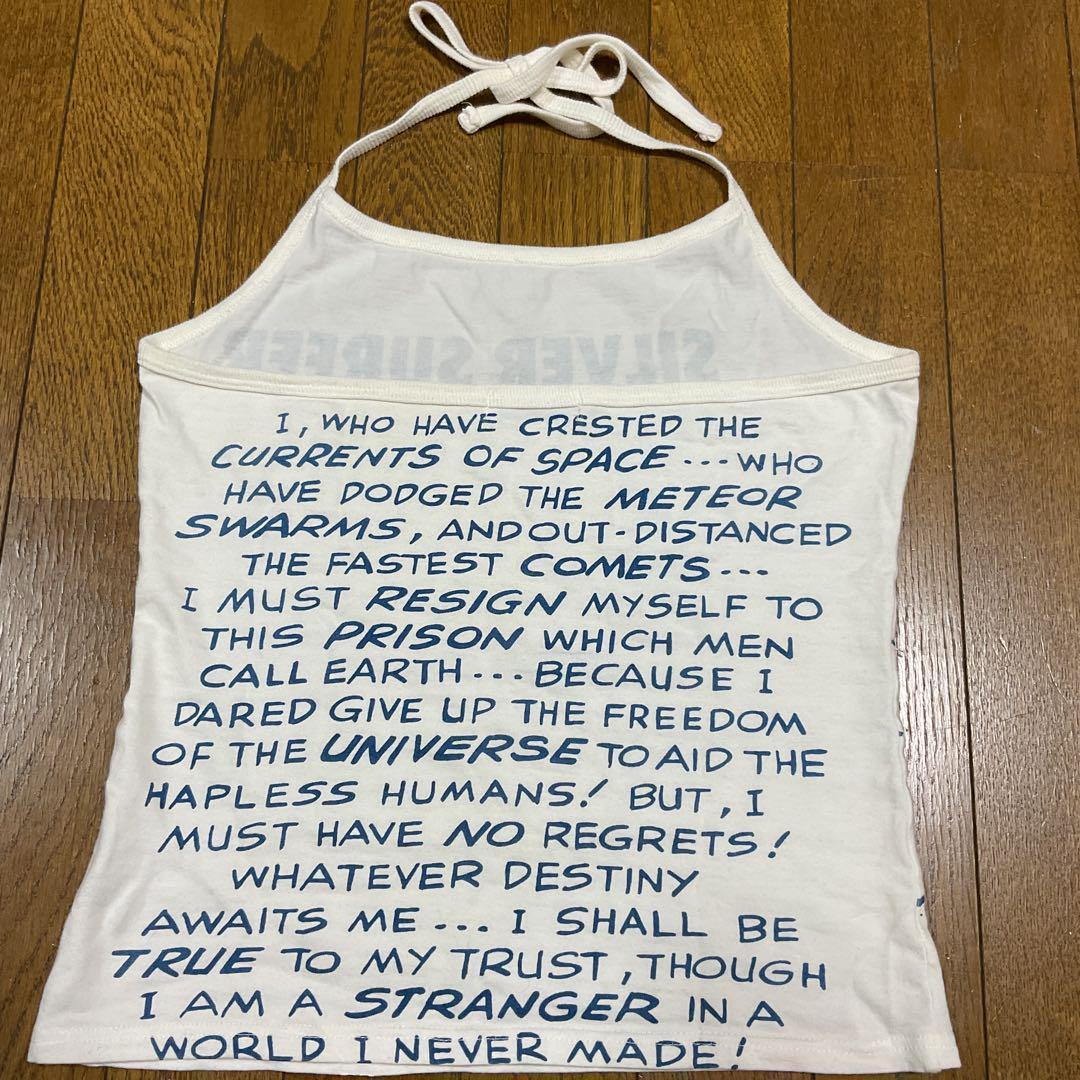 SILVER SURFER
I, WHO HAVE CRESTED THE
CURRENTS OF SPACE...WHO
HAVE DODGED THE METEOR
SWARMS, AND OUT-DISTANCED
THE FASTEST COMETS...
I MUST RESIGN MYSELF TO
THIS PRISON WHICH MEN
CALL EARTH...BECAUSE I
DARED GIVE UP THE FREEDOM
OF THE UNIVERSE TO AID THE
HAPLESS HUMANS! BUT, I
MUST HAVE NO REGRETS!
WHATEVER DESTINY
AWAITS ME... I SHALL BE
TRUE TO MY TRUST, THOUGH
I AM A STRANGER IN A
WORLD I NEVER MADE!